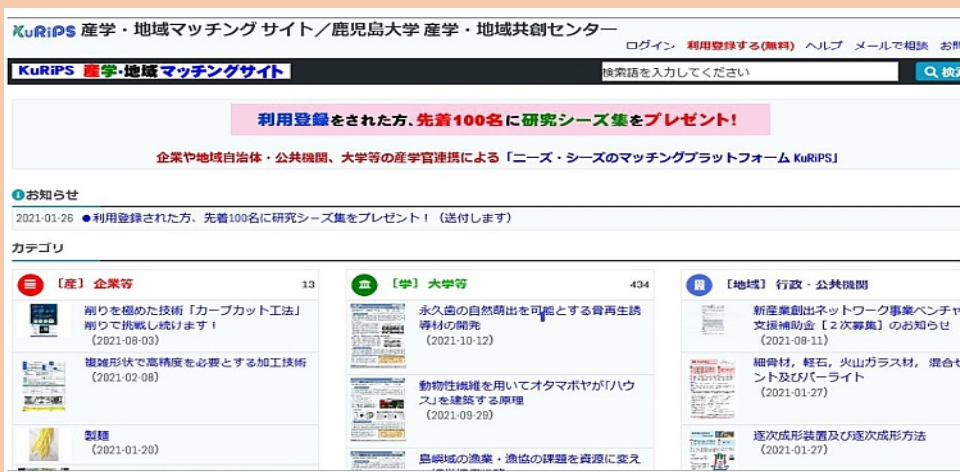 KuRiPS 産学・地域マッチング サイト／鹿児島大学 産学・地域共創センター
ログイン 利用登録する(無料) ヘルプ メールで相談 お問
KuRiPS 産学・地域マッチングサイト
検索語を入力してください
検索
利用登録をされた方、先着100名に研究シーズ集をプレゼント!
企業や地域自治体・公共機関、大学等の産学官連携による「ニーズ・シーズのマッチングプラットフォーム KuRiPS」
お知らせ
2021-01-26 ●利用登録された方、先着100名に研究シーズ集をプレゼント！（送付します）
カテゴリ
［産］企業等 13
削りを極めた技術「カーブカット工法」
削りで挑戦し続けます！
(2021-08-03)
複雑形状で高精度を必要とする加工技術
(2021-02-08)
製麺
(2021-01-20)
［学］大学等 434
永久歯の自然萌出を可能とする骨再生誘
導材の開発
(2021-10-12)
動物性繊維を用いてオタマボヤが「ハウ
ス」を建築する原理
(2021-09-29)
島嶼域の漁業・漁協の課題を資源に変え
［地域］行政・公共機関
新産業創出ネットワーク事業ベンチャ
支援補助金［２次募集］のお知らせ
(2021-08-11)
細骨材，軽石，火山ガラス材， 混合セ
ント及びパーライト
(2021-01-27)
逐次成形装置及び逐次成形方法
(2021-01-27)